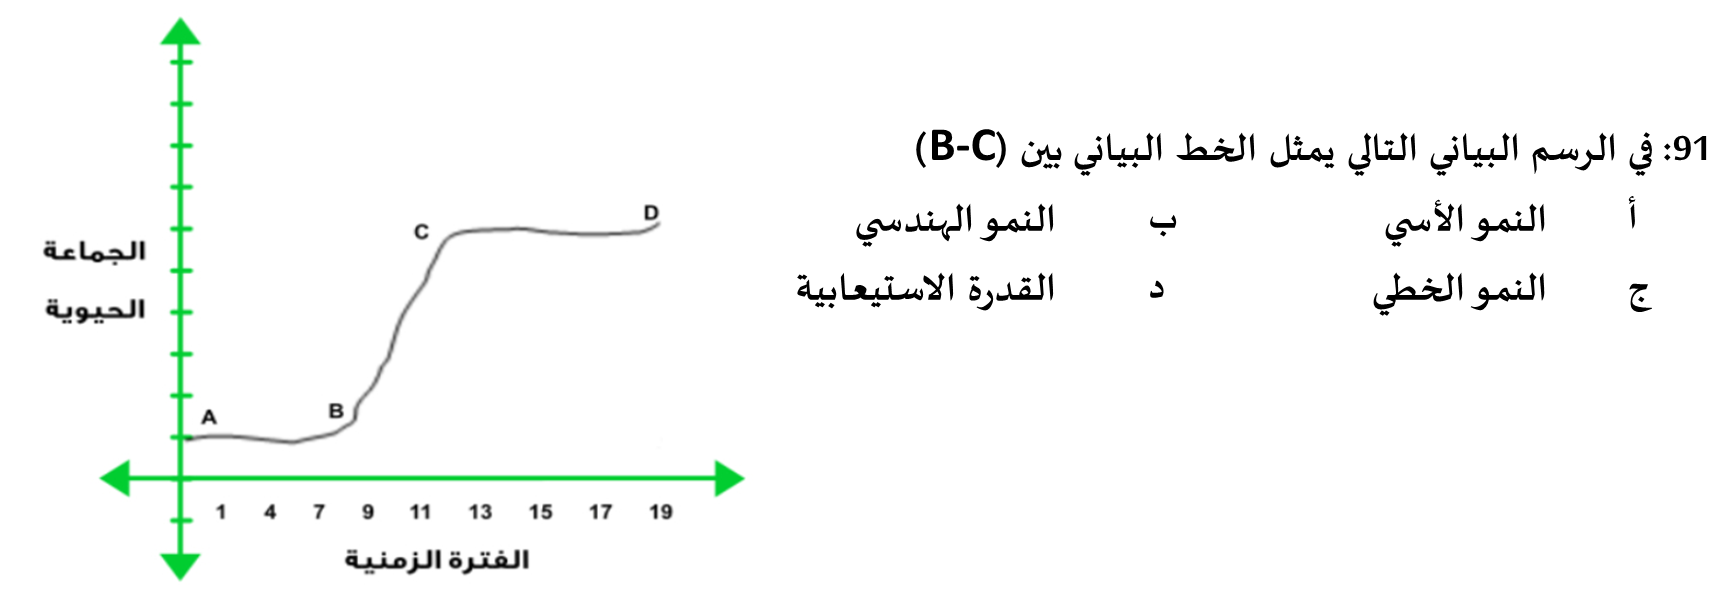 91: في الرسم البياني التالي يمثل الخط البياني بين (B-C)
أ النمو الأسي ب النمو الهندسي
ج النمو الخطي د القدرة الاستيعابية
الجماعة
الحيوية
A
B
C
D
1 4 7 9 11 13 15 17 19
الفترة الزمنية